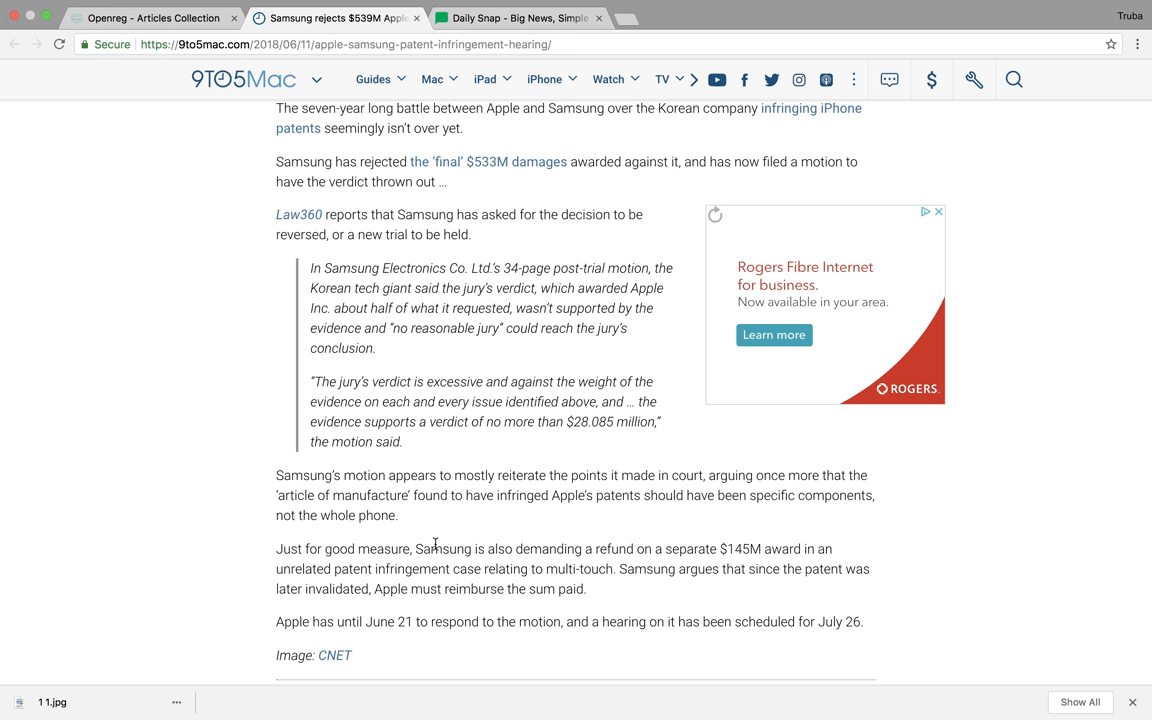 Openreg - Articles Collection
Samsung rejects $539M Apple
Daily Snap - Big News, Simple
Truba
Secure
https://9to5mac.com/2018/06/11/apple-samsung-patent-infringement-hearing/
9TO5Mac
Guides
Mac
iPad
iPhone
Watch
TV
The seven-year long battle between Apple and Samsung over the Korean company infringing iPhone
patents seemingly isn’t over yet.
Samsung has rejected the ‘final’ $533M damages awarded against it, and has now filed a motion to
have the verdict thrown out …
Law360 reports that Samsung has asked for the decision to be
reversed, or a new trial to be held.
In Samsung Electronics Co. Ltd.’s 34-page post-trial motion, the
Korean tech giant said the jury’s verdict, which awarded Apple
Inc. about half of what it requested, wasn’t supported by the
evidence and “no reasonable jury” could reach the jury’s
conclusion.
“The jury’s verdict is excessive and against the weight of the
evidence on each and every issue identified above, and … the
evidence supports a verdict of no more than $28.085 million,”
the motion said.
Rogers Fibre Internet
for business.
Now available in your area.
Learn more
ROGERS
Samsung’s motion appears to mostly reiterate the points it made in court, arguing once more that the
‘article of manufacture’ found to have infringed Apple’s patents should have been specific components,
not the whole phone.
Just for good measure, Samsung is also demanding a refund on a separate $145M award in an
unrelated patent infringement case relating to multi-touch. Samsung argues that since the patent was
later invalidated, Apple must reimburse the sum paid.
Apple has until June 21 to respond to the motion, and a hearing on it has been scheduled for July 26.
Image: CNET
1 1.jpg
Show All